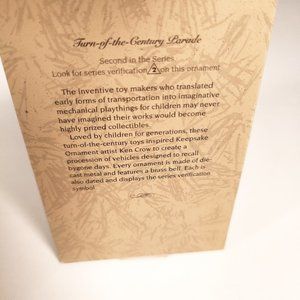 Turn-of-the-Century Parade
Second in the Series
Look for series verification 2 on this ornament
The inventive toy makers who translated
early forms of transportation into imaginative
mechanical playthings for children may never
have imagined their works would become
highly prized collectibles.
Loved by children for generations, these
turn-of-the-century toys inspired Keepsake
Ornament artist Ken Crow to create a
procession of vehicles designed to recall
bygone days. Every ornament is made of die-
cast metal and features a brass bell. Each is
also dated and displays the series verification
symbol.